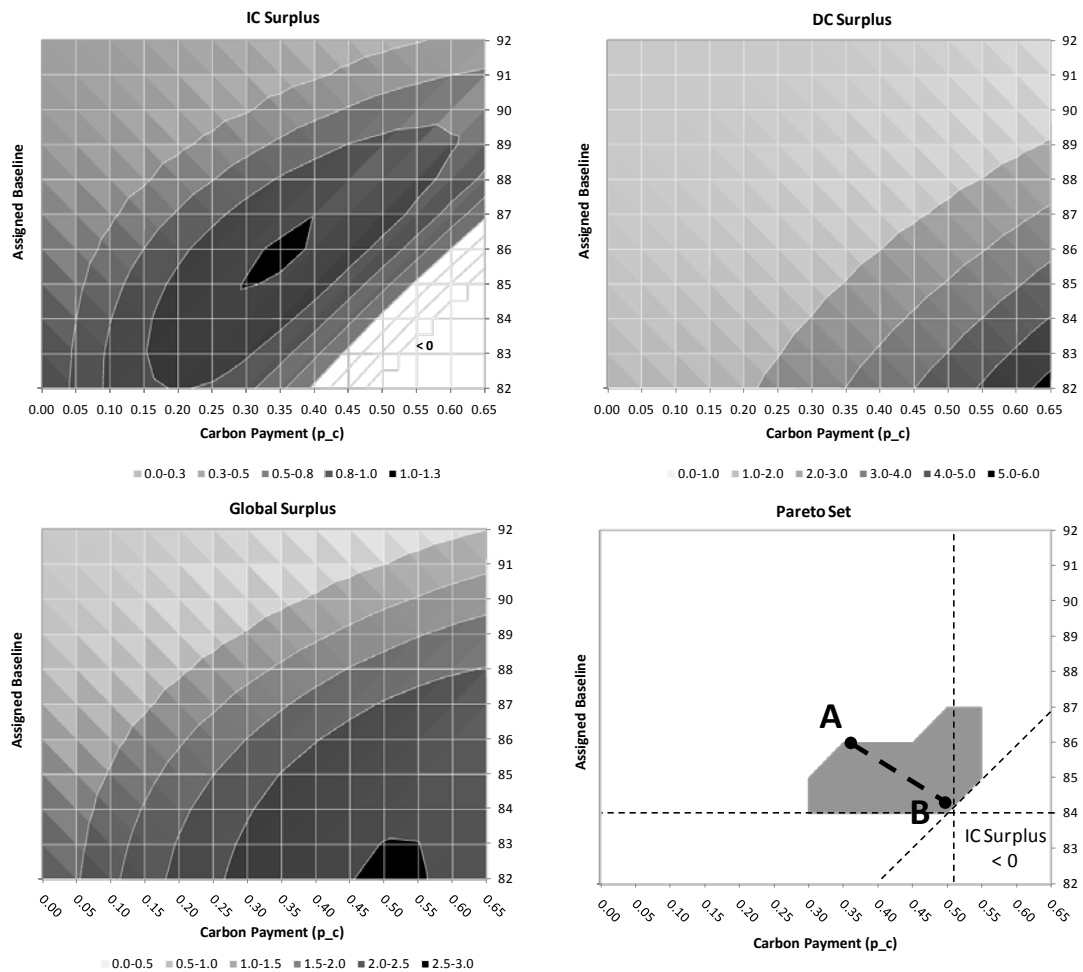 IC Surplus
92
91
90
89
88
87
86
85
84
83
82
Assigned Baseline
< 0
0.00 0.05 0.10 0.15 0.20 0.25 0.30 0.35 0.40 0.45 0.50 0.55 0.60 0.65
Carbon Payment (p_c)
0.0-0.3 0.3-0.5 0.5-0.8 0.8-1.0 1.0-1.3
DC Surplus
92
91
90
89
88
87
86
85
84
83
82
Assigned Baseline
0.00 0.05 0.10 0.15 0.20 0.25 0.30 0.35 0.40 0.45 0.50 0.55 0.60 0.65
Carbon Payment (p_c)
0.0-1.0 1.0-2.0 2.0-3.0 3.0-4.0 4.0-5.0 5.0-6.0
Global Surplus
92
91
90
89
88
87
86
85
84
83
82
Assigned Baseline
0.00 0.05 0.10 0.15 0.20 0.25 0.30 0.35 0.40 0.45 0.50 0.55 0.60 0.65
Carbon Payment (p_c)
0.0-0.5 0.5-1.0 1.0-1.5 1.5-2.0 2.0-2.5 2.5-3.0
Pareto Set
92
91
90
89
88
87
86
85
84
83
82
Assigned Baseline
A
B
IC Surplus
< 0
0.00 0.05 0.10 0.15 0.20 0.25 0.30 0.35 0.40 0.45 0.50 0.55 0.60 0.65
Carbon Payment (p_c)